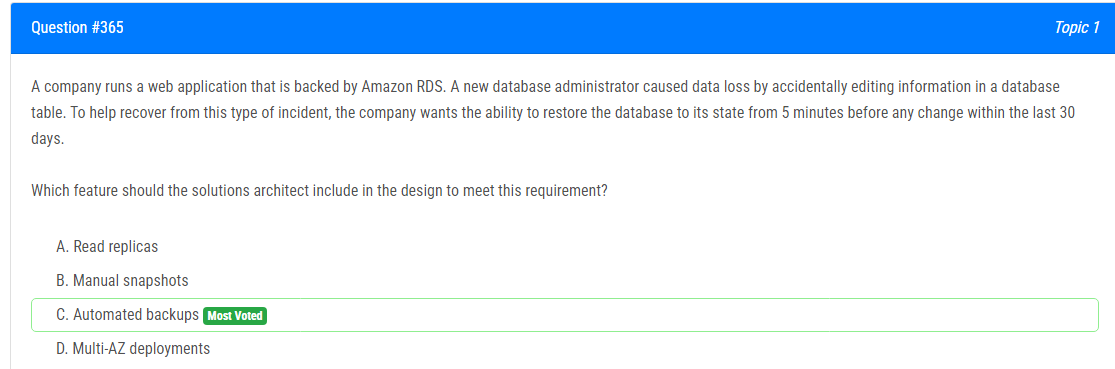 Question #365
Topic 1
A company runs a web application that is backed by Amazon RDS. A new database administrator caused data loss by accidentally editing information in a database
table. To help recover from this type of incident, the company wants the ability to restore the database to its state from 5 minutes before any change within the last 30
days.
Which feature should the solutions architect include in the design to meet this requirement?
A. Read replicas
B. Manual snapshots
C. Automated backups Most Voted
D. Multi-AZ deployments